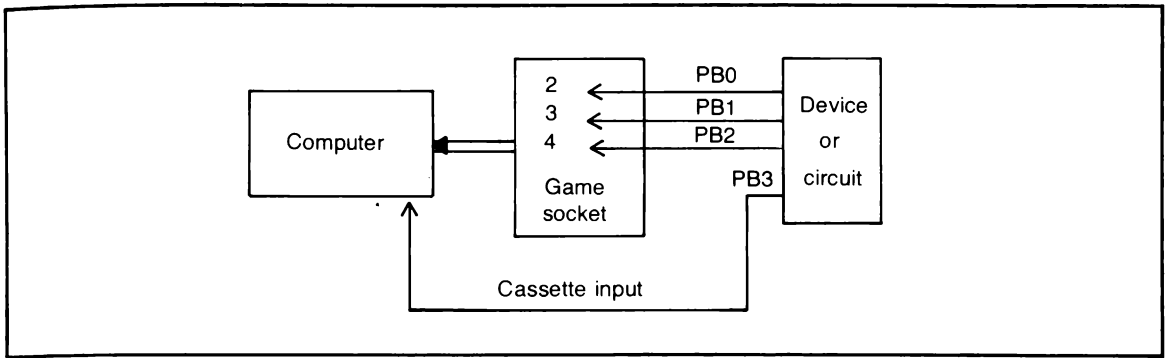 Computer
2
3
4
Game
socket
PB0
PB1
PB2
PB3
Device
or
circuit
Cassette input